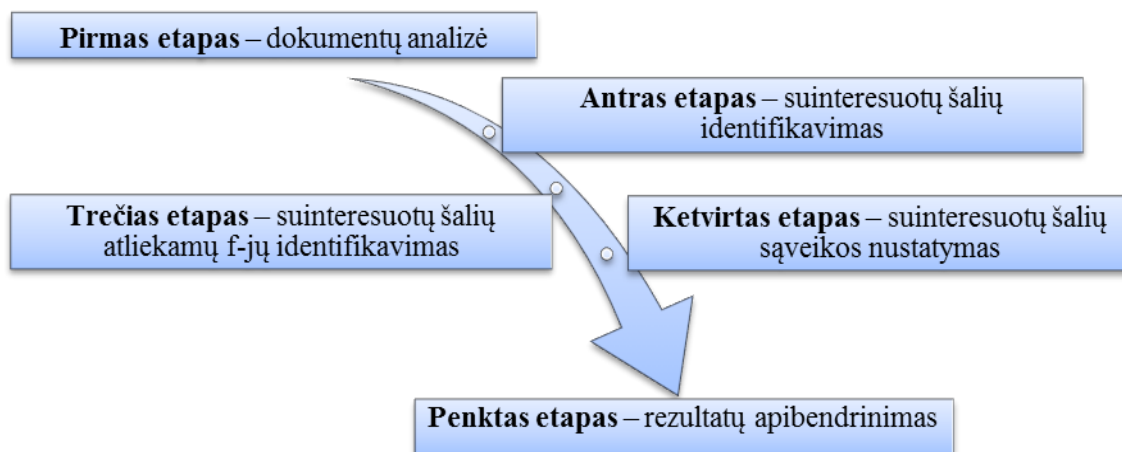 Pirmas etapas – dokumentų analizė
Antras etapas – suinteresuotų šalių
identifikavimas
Trečias etapas – suinteresuotų šalių
atliekamų f-jų identifikavimas
Ketvirtas etapas – suinteresuotų šalių
sąveikos nustatymas
Penktas etapas – rezultatų apibendrinimas